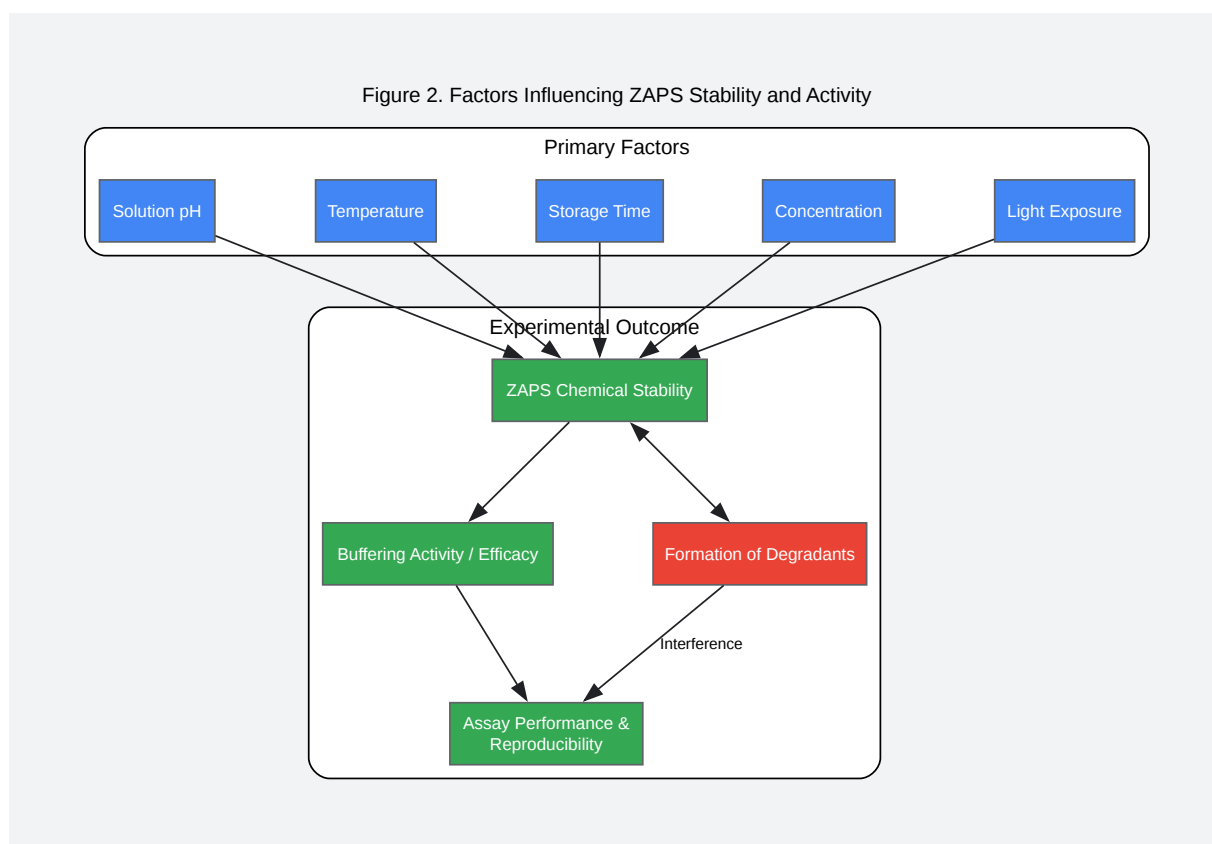 Figure 2. Factors Influencing ZAPS Stability and Activity
Primary Factors
Solution pH
Temperature
Storage Time
Concentration
Light Exposure
Experimental Outcome
ZAPS Chemical Stability
Buffering Activity / Efficacy
Formation of Degradants
Interference
Assay Performance &
Reproducibility